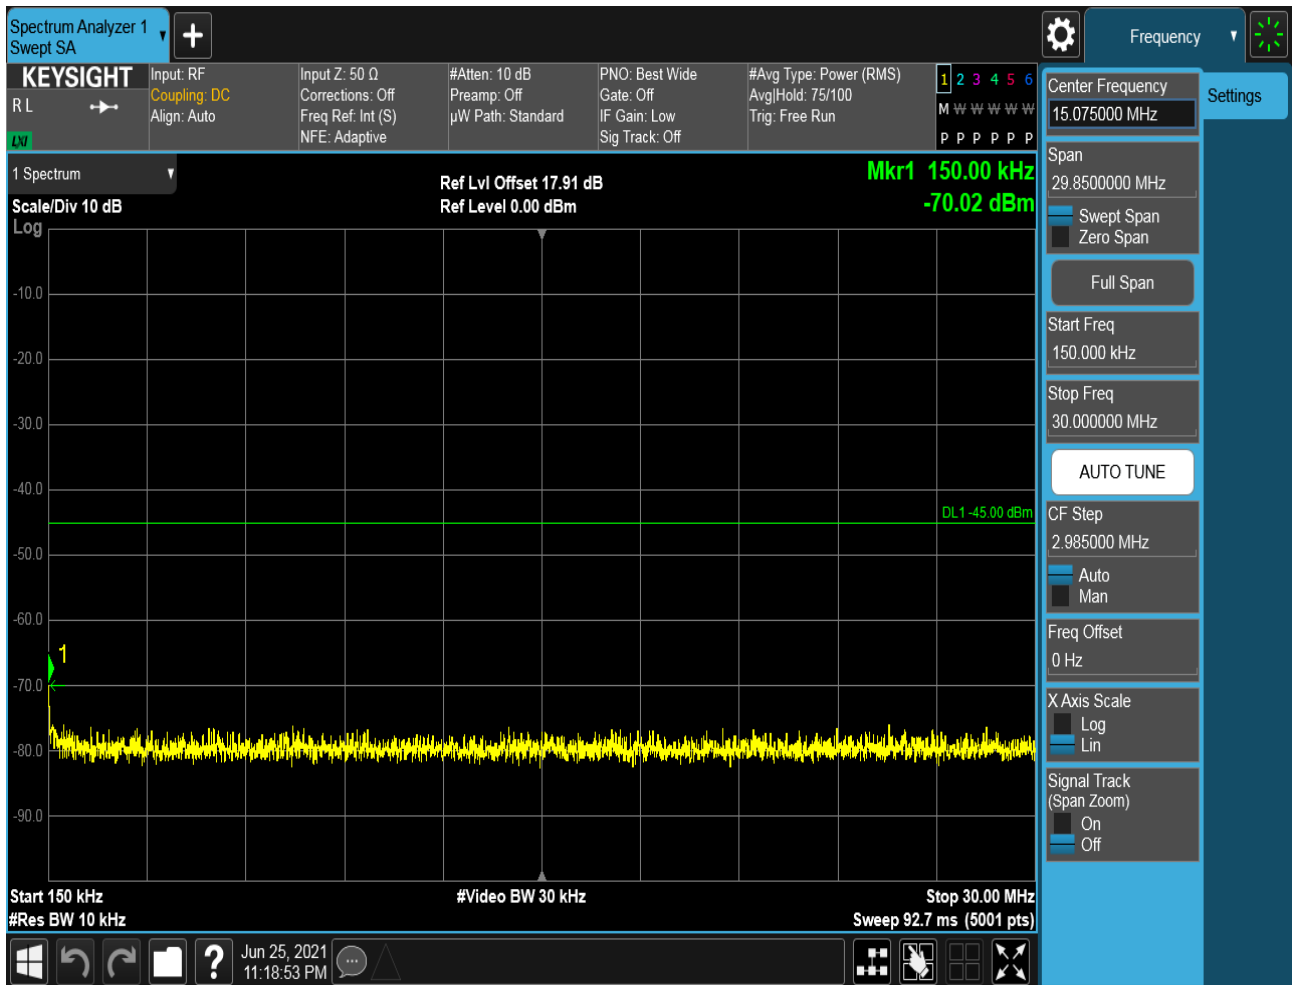 Spectrum Analyzer 1
Swept SA
Frequency
KEYSIGHT
R L
LXI
Input: RF
Coupling: DC
Align: Auto
Input Z: 50 Ω
Corrections: Off
Freq Ref: Int (S)
NFE: Adaptive
#Atten: 10 dB
Preamp: Off
µW Path: Standard
PNO: Best Wide
Gate: Off
IF Gain: Low
Sig Track: Off
#Avg Type: Power (RMS)
Avg|Hold: 75/100
Trig: Free Run
1 2 3 4 5 6
M W W W W W
P P P P P P
1 Spectrum
Scale/Div 10 dB
Log
Ref Lvl Offset 17.91 dB
Ref Level 0.00 dBm
Mkr1 150.00 kHz
-70.02 dBm
-10.0
-20.0
-30.0
-40.0
DL1 -45.00 dBm
-50.0
-60.0
1
-70.0
-80.0
-90.0
Start 150 kHz
#Res BW 10 kHz
#Video BW 30 kHz
Stop 30.00 MHz
Sweep 92.7 ms (5001 pts)
?
Jun 25, 2021
11:18:53 PM
Center Frequency
15.075000 MHz
Settings
Span
29.8500000 MHz
Swept Span
Zero Span
Full Span
Start Freq
150.000 kHz
Stop Freq
30.000000 MHz
AUTO TUNE
CF Step
2.985000 MHz
Auto
Man
Freq Offset
0 Hz
X Axis Scale
Log
Lin
Signal Track
(Span Zoom)
On
Off